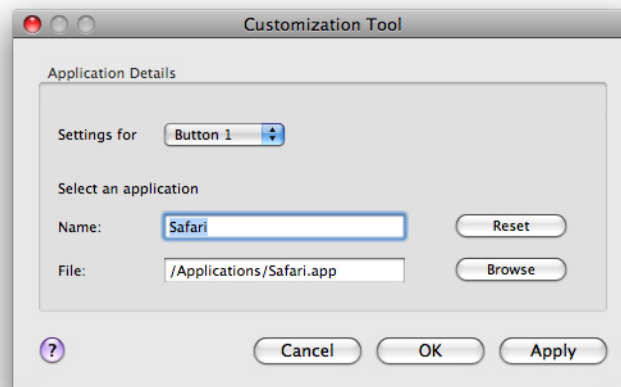 Customization Tool
Application Details
Settings for Button 1
Select an application
Name: Safari Reset
File: /Applications/Safari.app Browse
? Cancel OK Apply